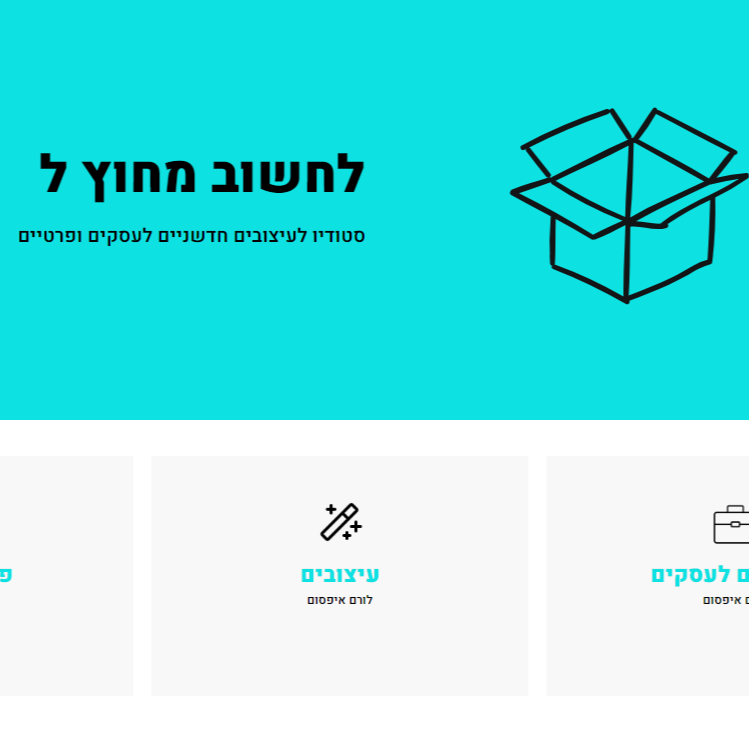 לחשוב מחוץ ל
סטודיו לעיצובים חדשניים לעסקים ופרטיים
לעסקים
איפסום
עיצובים
לורם איפסום